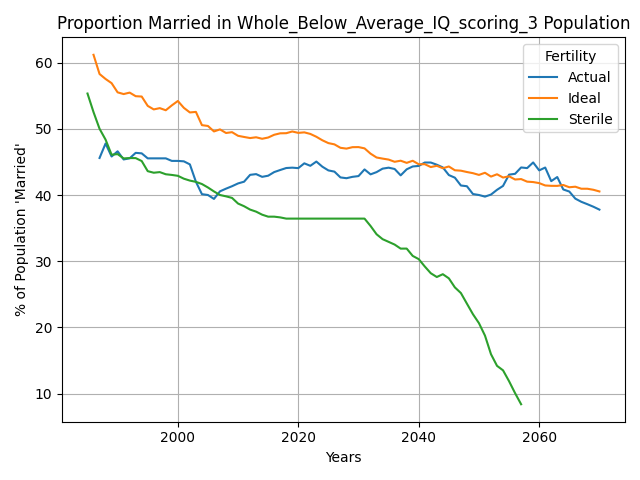 Proportion Married in Whole_Below_Average_IQ_scoring_3 Population
Fertility
Actual
Ideal
Sterile
% of Population 'Married'
60
50
40
30
20
10
2000
2020
2040
2060
Years